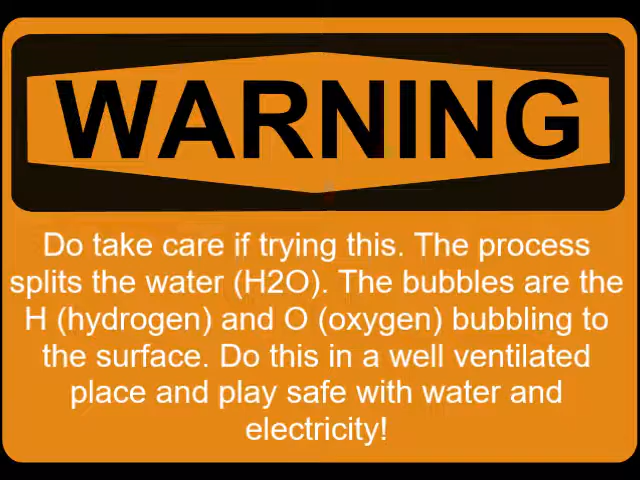 WARNING
Do take care if trying this. The process
splits the water (H2O). The bubbles are the
H (hydrogen) and O (oxygen) bubbling to
the surface. Do this in a well ventilated
place and play safe with water and
electricity!